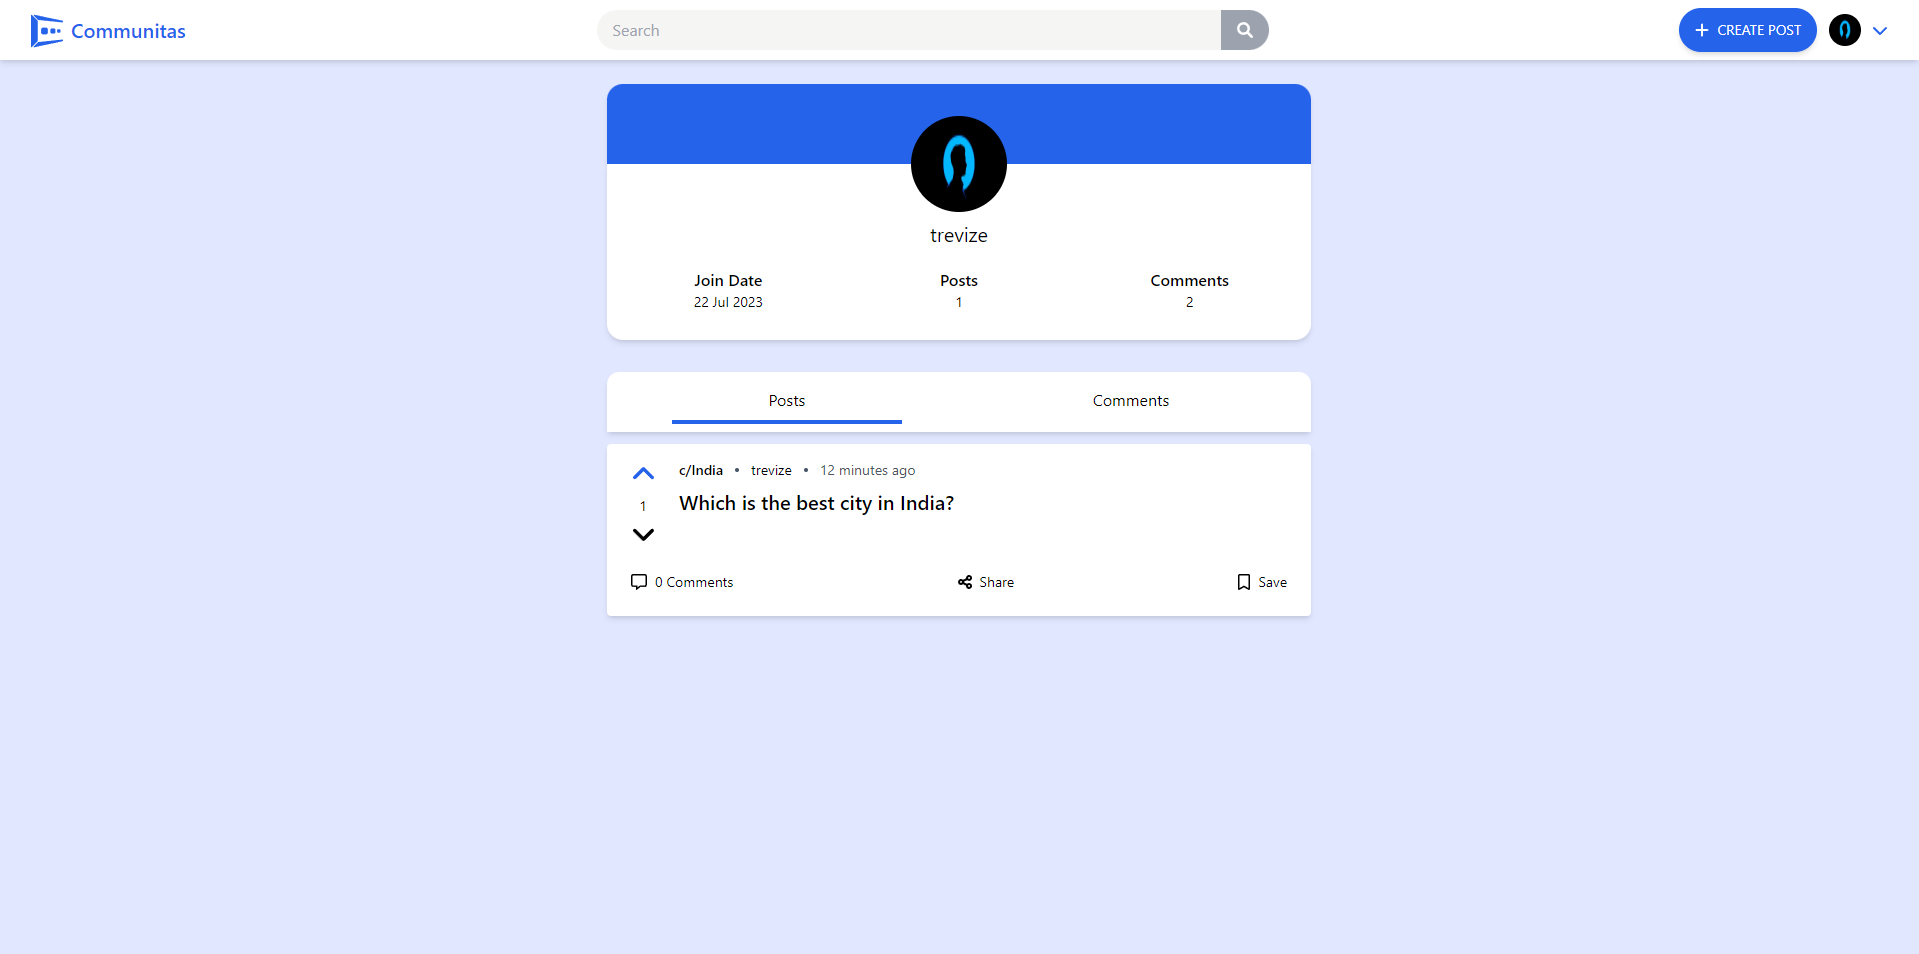 Communitas
Search
CREATE POST
trevize
Join Date Posts Comments
22 Jul 2023 1 2
Posts Comments
c/India • trevize • 12 minutes ago
1
Which is the best city in India?
0 Comments Share Save